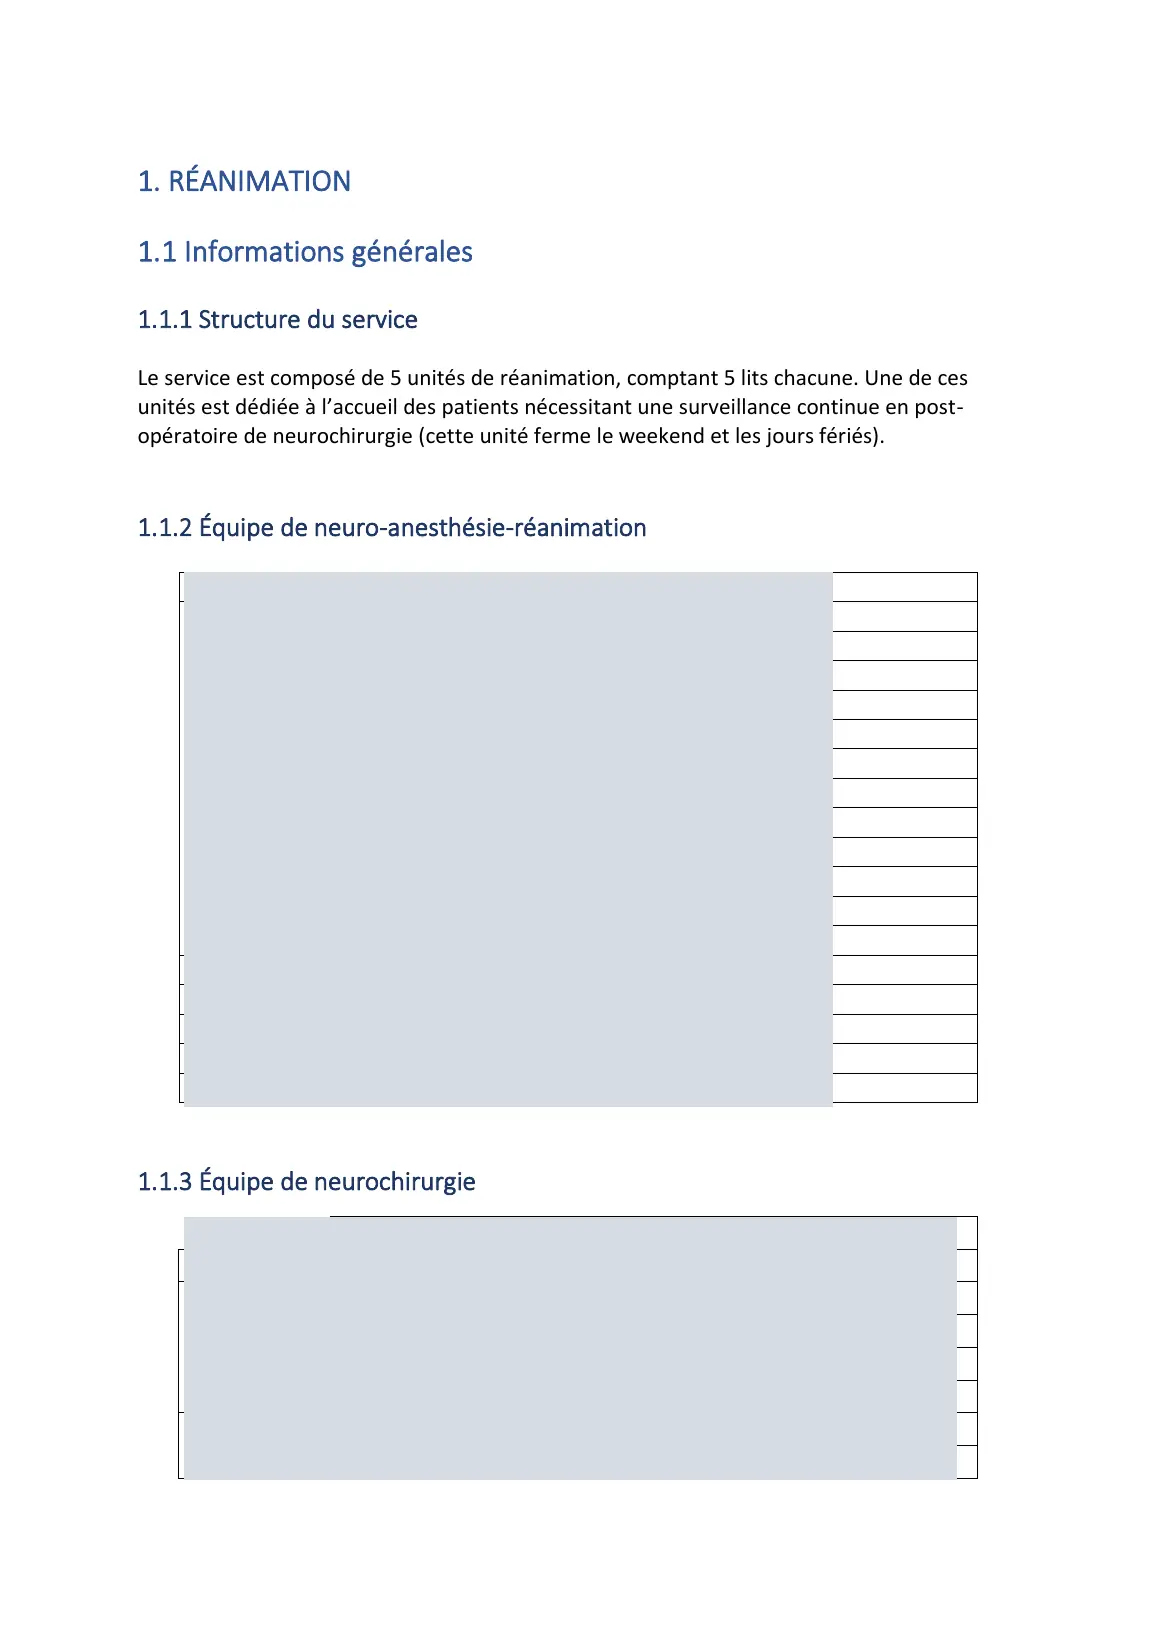 1. RÉANIMATION
1.1 Informations générales
1.1.1 Structure du service
Le service est composé de 5 unités de réanimation, comptant 5 lits chacune. Une de ces
unités est dédiée à l’accueil des patients nécessitant une surveillance continue en post-
opératoire de neurochirurgie (cette unité ferme le weekend et les jours fériés).
1.1.2 Équipe de neuro-anesthésie-réanimation
1.1.3 Équipe de neurochirurgie